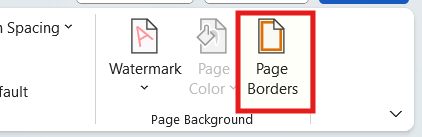 Spacing
fault
Watermark
Page
Color
Page
Borders
Page Background